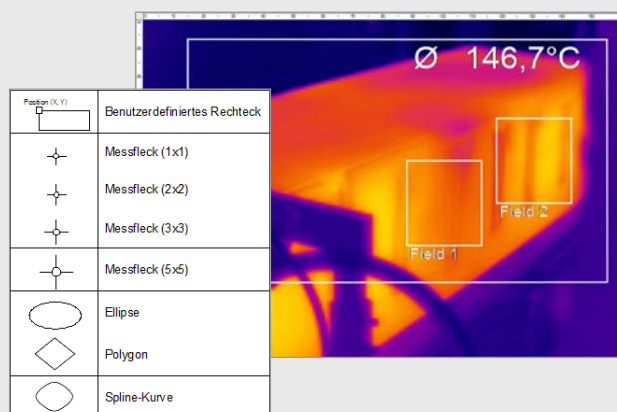 Ø 146,7°C
Position (X, Y)
Benutzerdefiniertes Rechteck
Messfleck (1x1)
Messfleck (2x2)
Messfleck (3x3)
Messfleck (5x5)
Ellipse
Polygon
Spline-Kurve
Field 2
Field 1